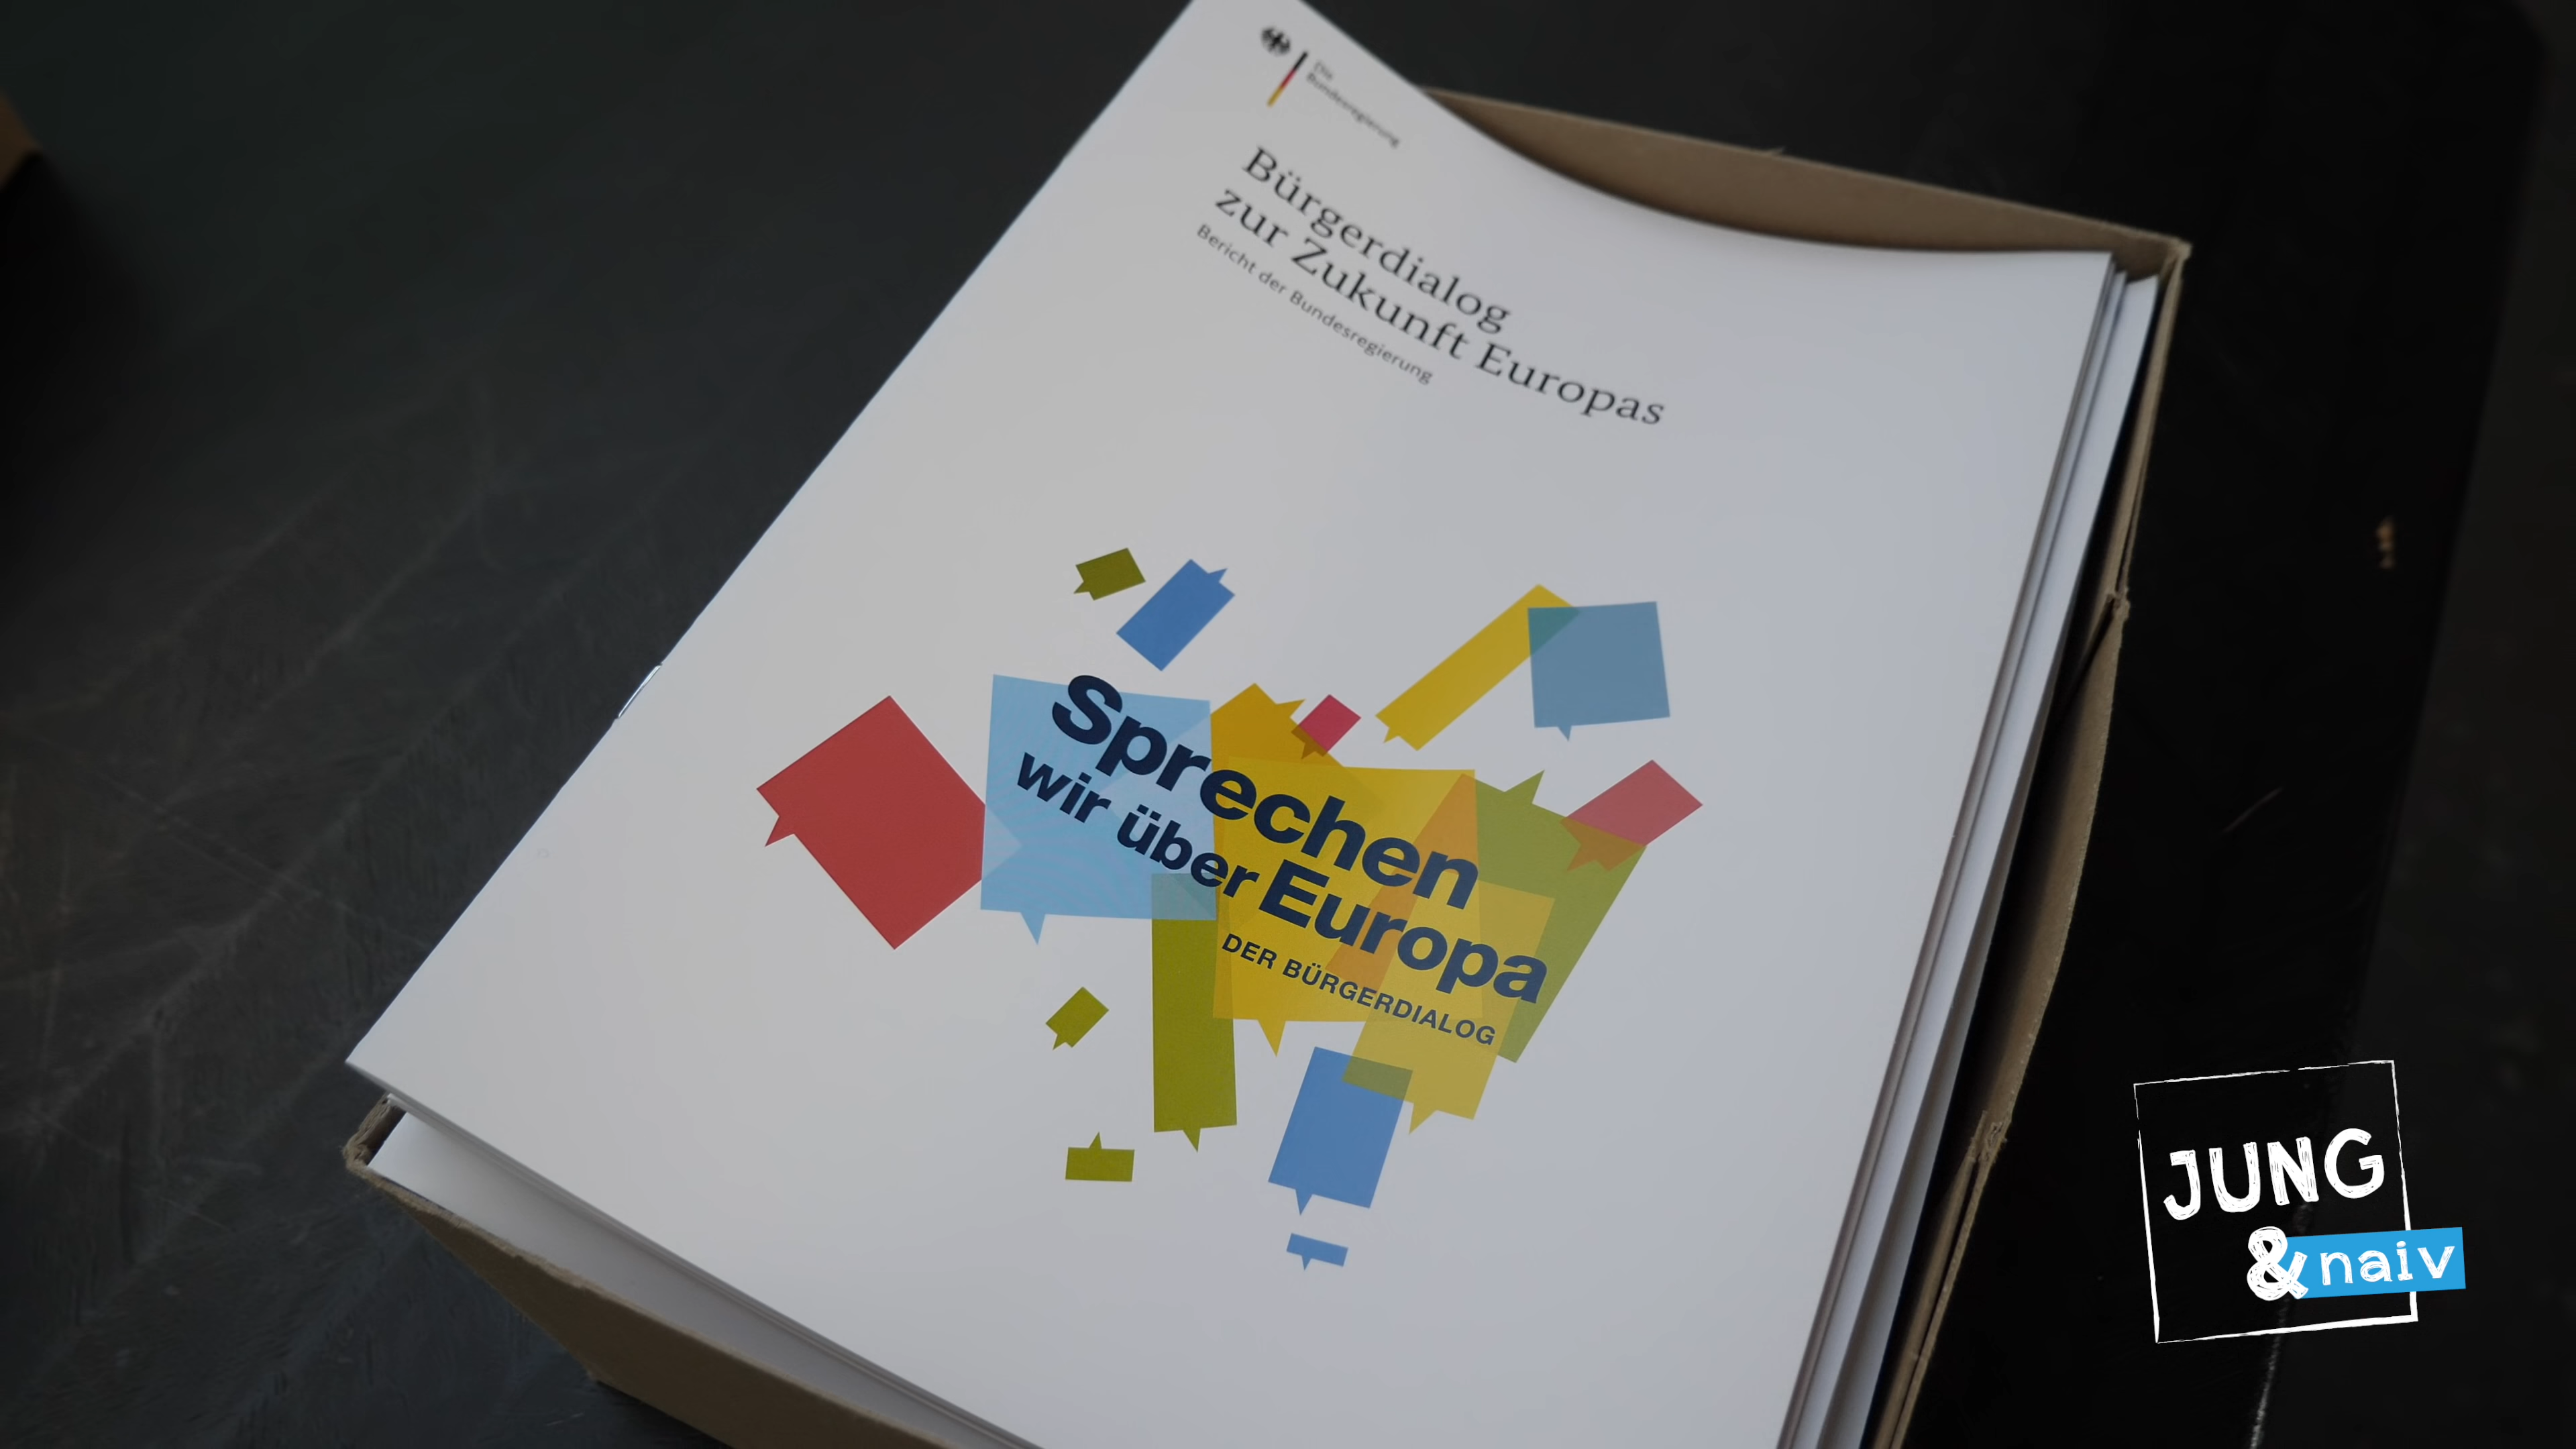 Die
Bundesregierung
Bürgerdialog
zur Zukunft Europas
Bericht der Bundesregierung
Sprechen
wir über Europa
DER BÜRGERDIALOG
JUNG
&naiv